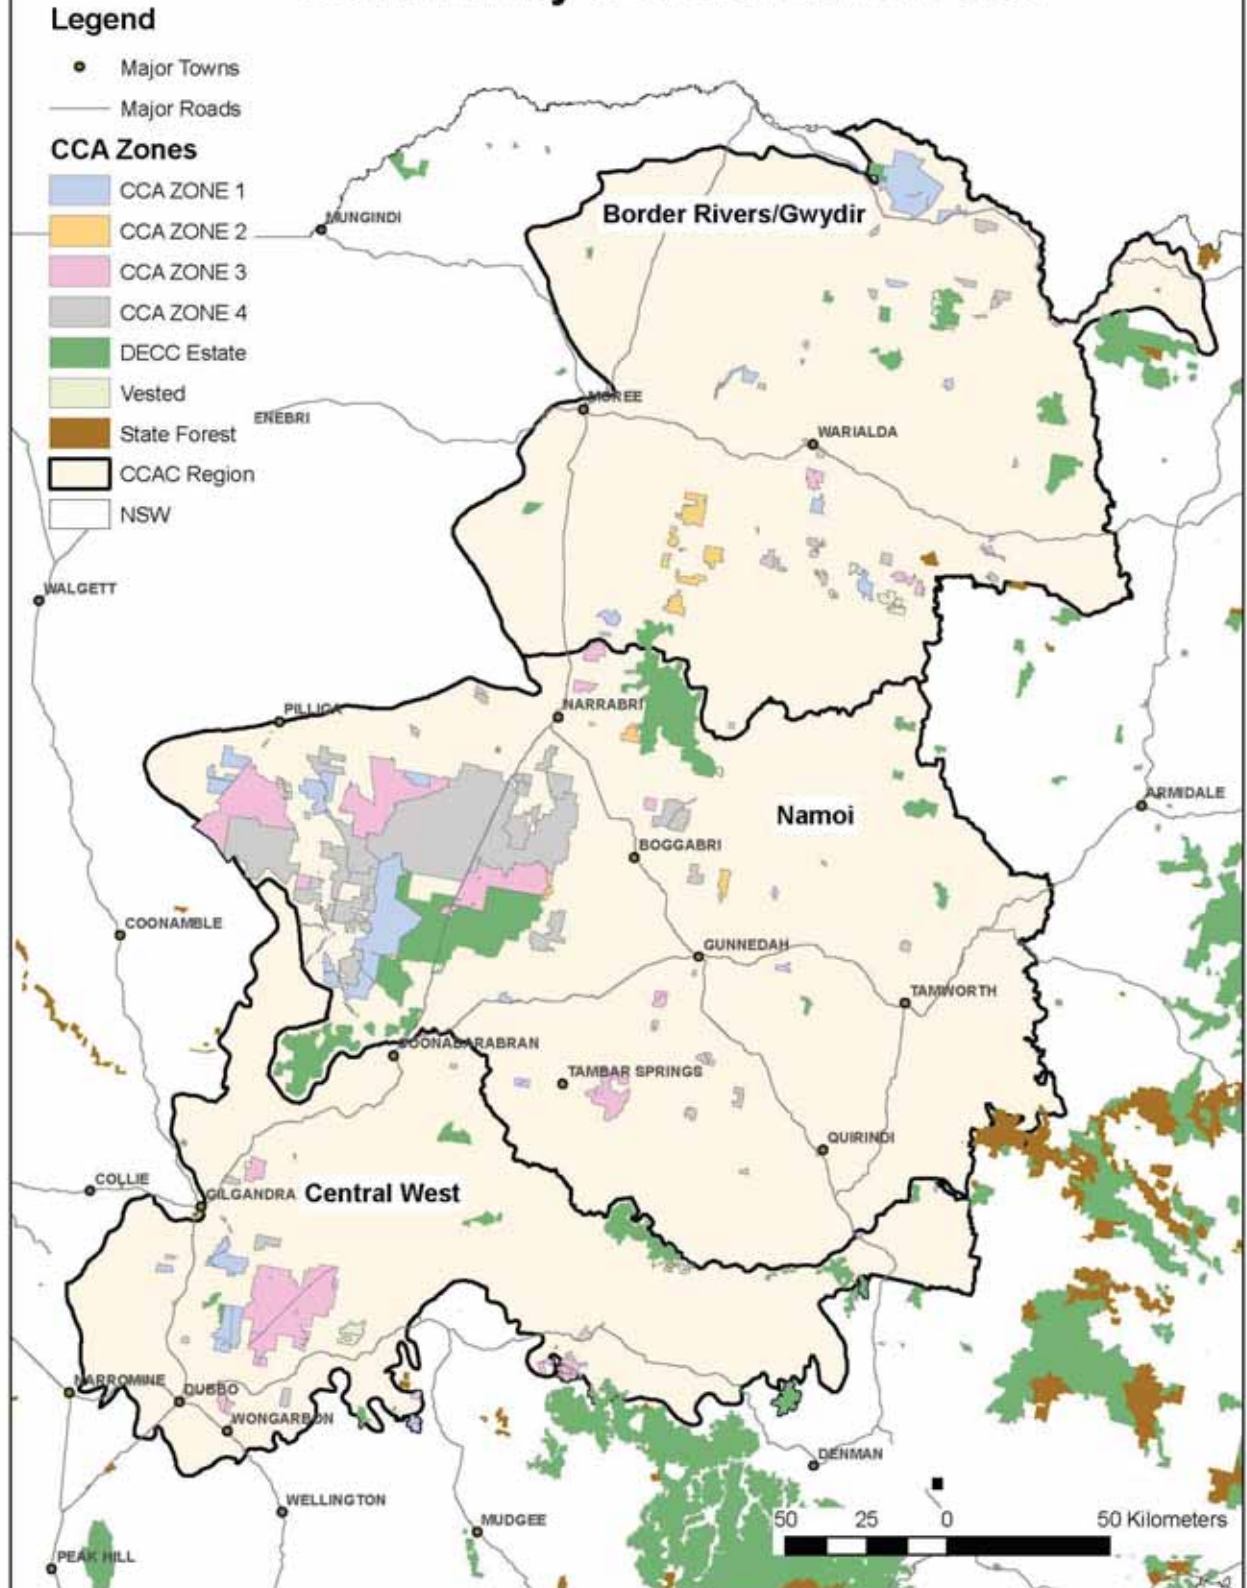 Legend
Major Towns
Major Roads
CCA Zones
CCA ZONE 1
CCA ZONE 2
CCA ZONE 3
CCA ZONE 4
DECC Estate
Vested
State Forest
CCAC Region
NSW
MUNGINDI
Border Rivers/Gwydir
MOREE
ENEBRI
WARIALDA
WALGETT
PILLIGA
NARRABRI
ARMIDALE
Namoi
BOGGABRI
COONAMBLE
GUNNEDAH
TAMWORTH
COONABARABRAN
TAMBAR SPRINGS
QUIRINDI
COLLIE
GILGANDRA
Central West
NARROMINE
DUBBO
WONGARBON
DENMAN
WELLINGTON
MUDGEE
50 25 0 50 Kilometers
PEAK HILL